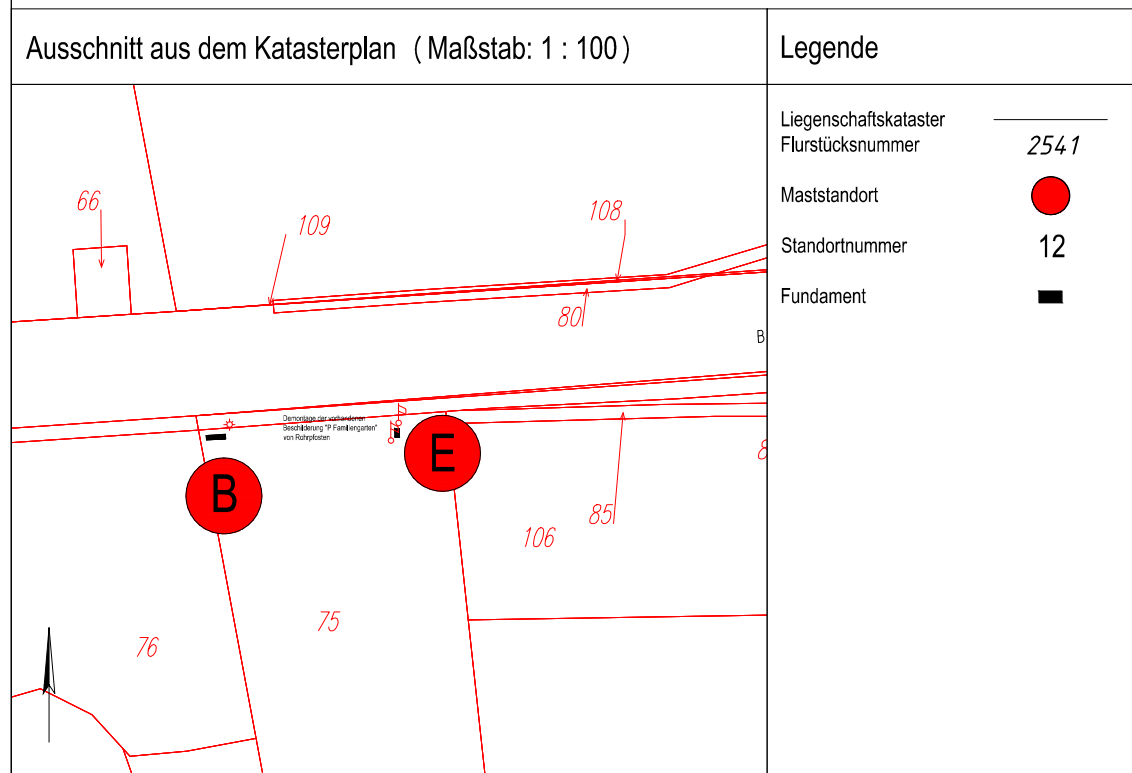 Ausschnitt aus dem Katasterplan (Maßstab: 1 : 100)
Legende
Liegenschaftskataster
Flurstücksnummer
2541
Maststandort
Standortnummer
12
Fundament
66
109
108
80
B
Demontage der vorhandenen
Beschilderung "P Familiengarten"
von Rohrpfosten
E
B
8
85
106
75
76